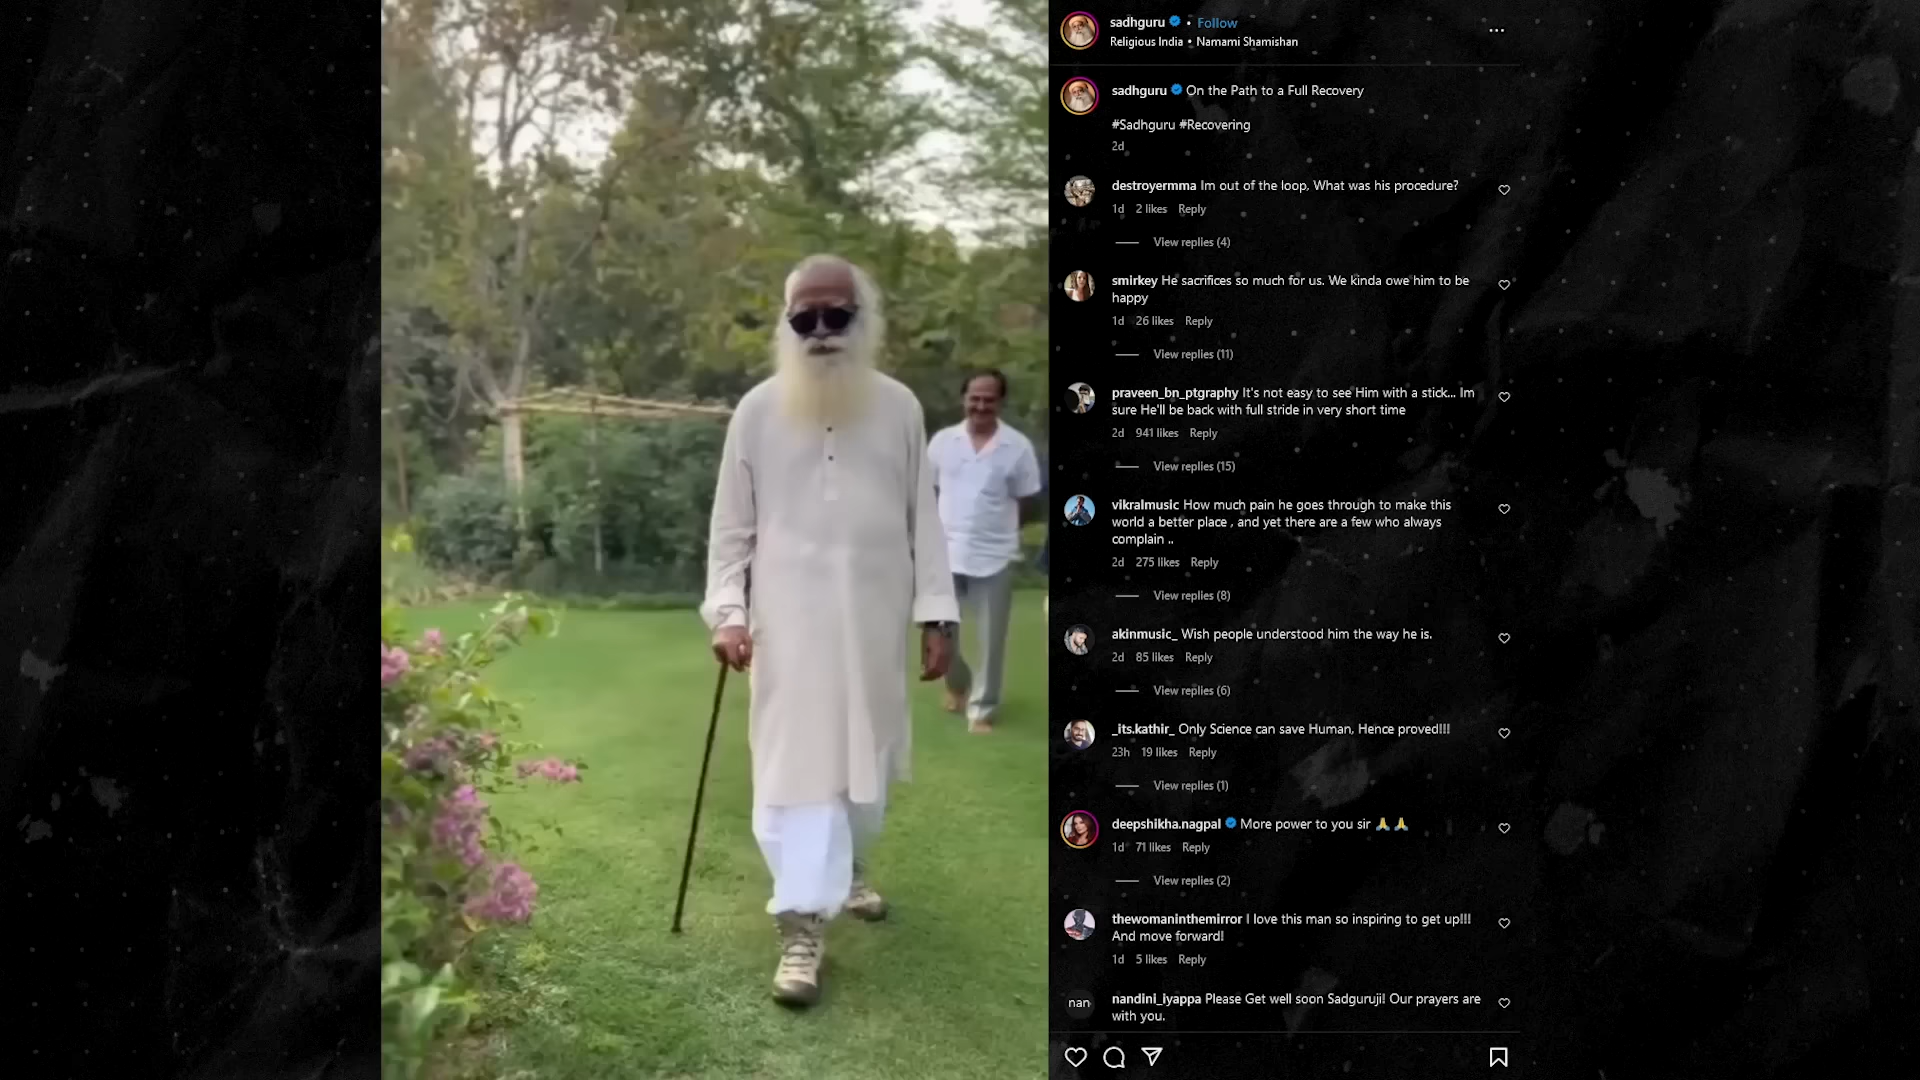 sadhguru • Follow
Religious India • Namami Shamishan
sadhguru On the Path to a Full Recovery
#Sadhguru #Recovering
2d
destroyermma Im out of the loop, What was his procedure?
1d 2 likes Reply
View replies (4)
smirkey He sacrifices so much for us. We kinda owe him to be
happy
1d 26 likes Reply
View replies (11)
praveen_bn_ptgraphy It's not easy to see Him with a stick... Im
sure He'll be back with full stride in very short time
2d 941 likes Reply
View replies (15)
vikralmusic How much pain he goes through to make this
world a better place , and yet there are a few who always
complain ..
2d 275 likes Reply
View replies (8)
akinmusic_ Wish people understood him the way he is.
2d 85 likes Reply
View replies (6)
_its.kathir_ Only Science can save Human, Hence proved!!!
23h 19 likes Reply
View replies (1)
deepshikha.nagpal More power to you sir 🙏🙏
1d 71 likes Reply
View replies (2)
thewomaninthemirror I love this man so inspiring to get up!!!
And move forward!
1d 5 likes Reply
nan
nandini_iyappa Please Get well soon Sadguruji! Our prayers are
with you.